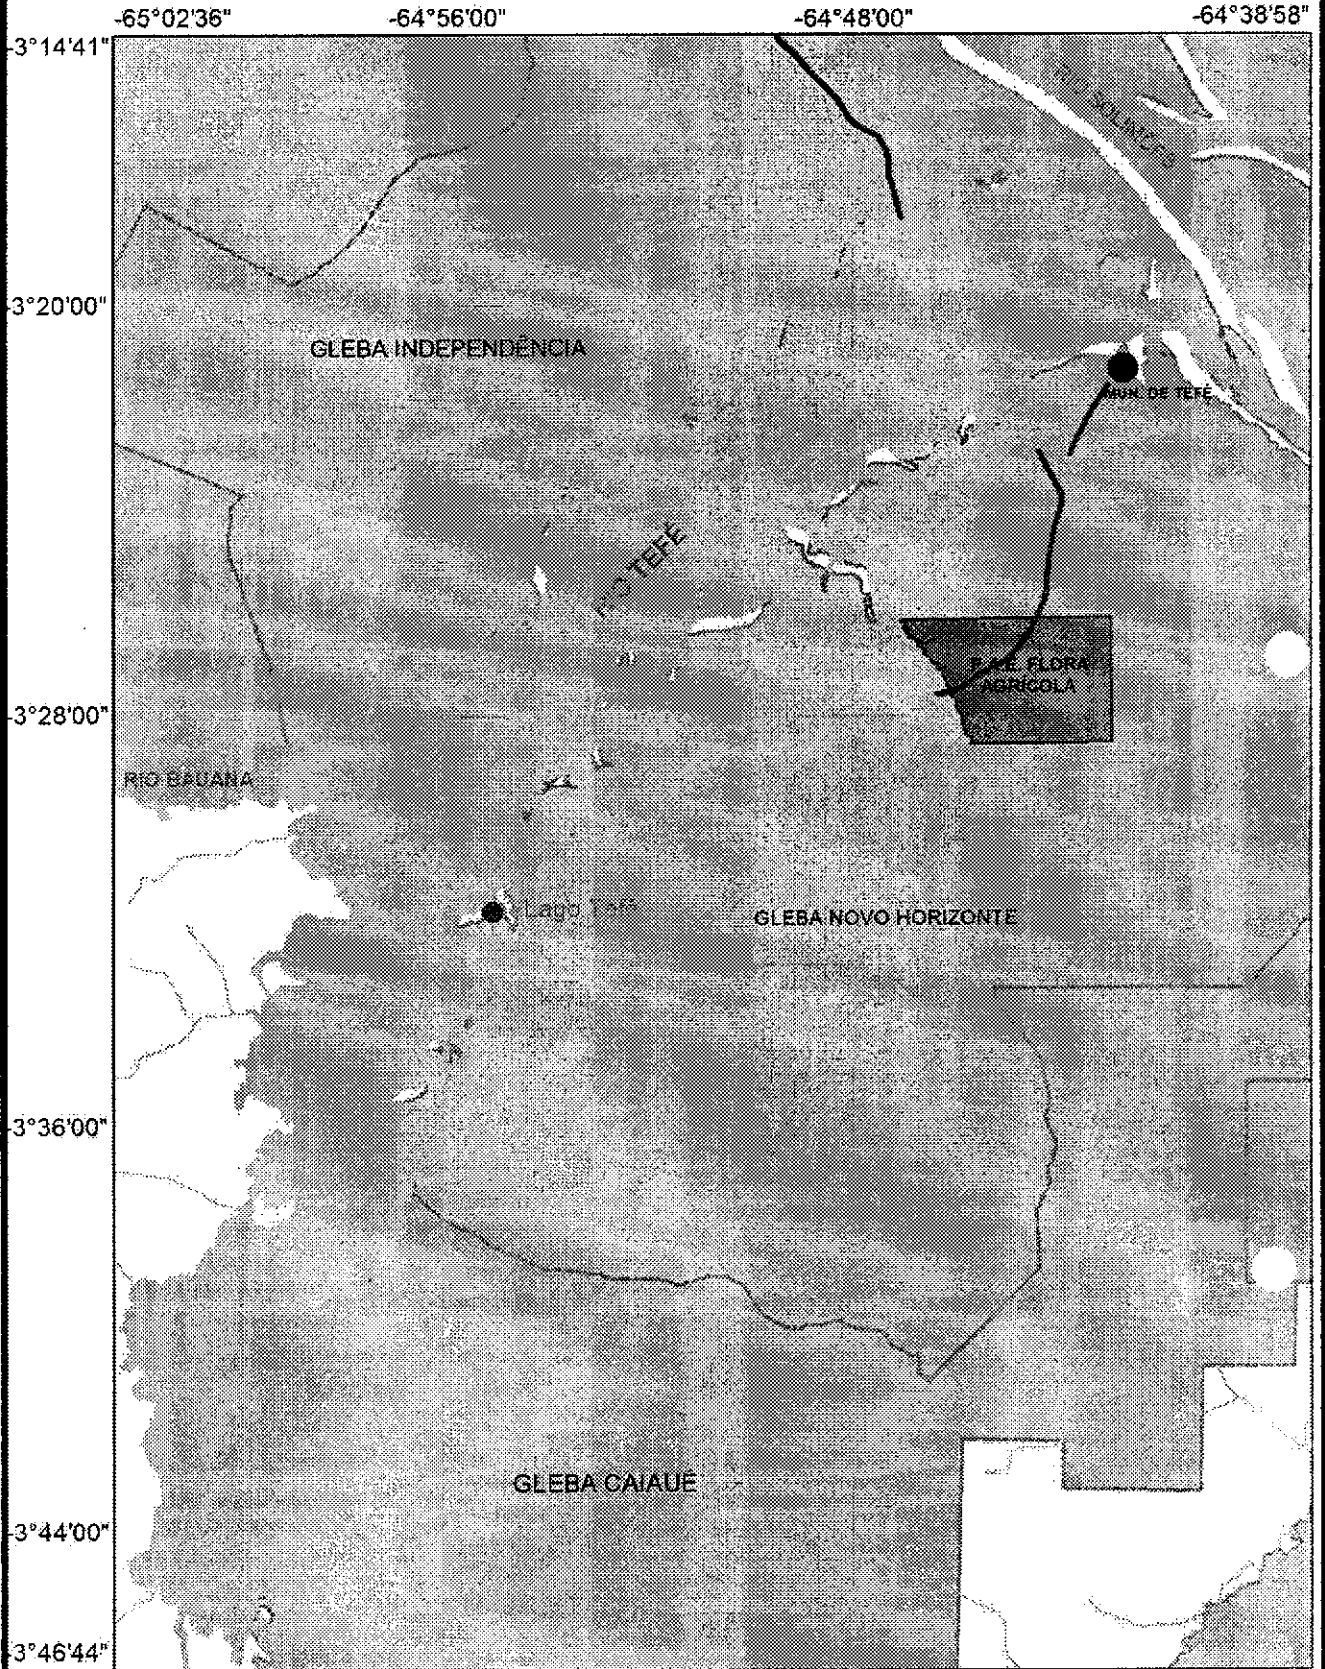 -65°02'36" -64°56'00" -64°48'00" -64°38'58"
-3°14'41"
RIO SOLIMÕES
-3°20'00"
GLEBA INDEPENDÊNCIA
MUN. DE TEFÉ
TEFÉ
P.A.E. FLORA
AGRÍCOLA
-3°28'00"
RIO BAUANA
Lago Tefé
GLEBA NOVO HORIZONTE
-3°36'00"
GLEBA CAIAUÉ
-3°44'00"
-3°46'44"